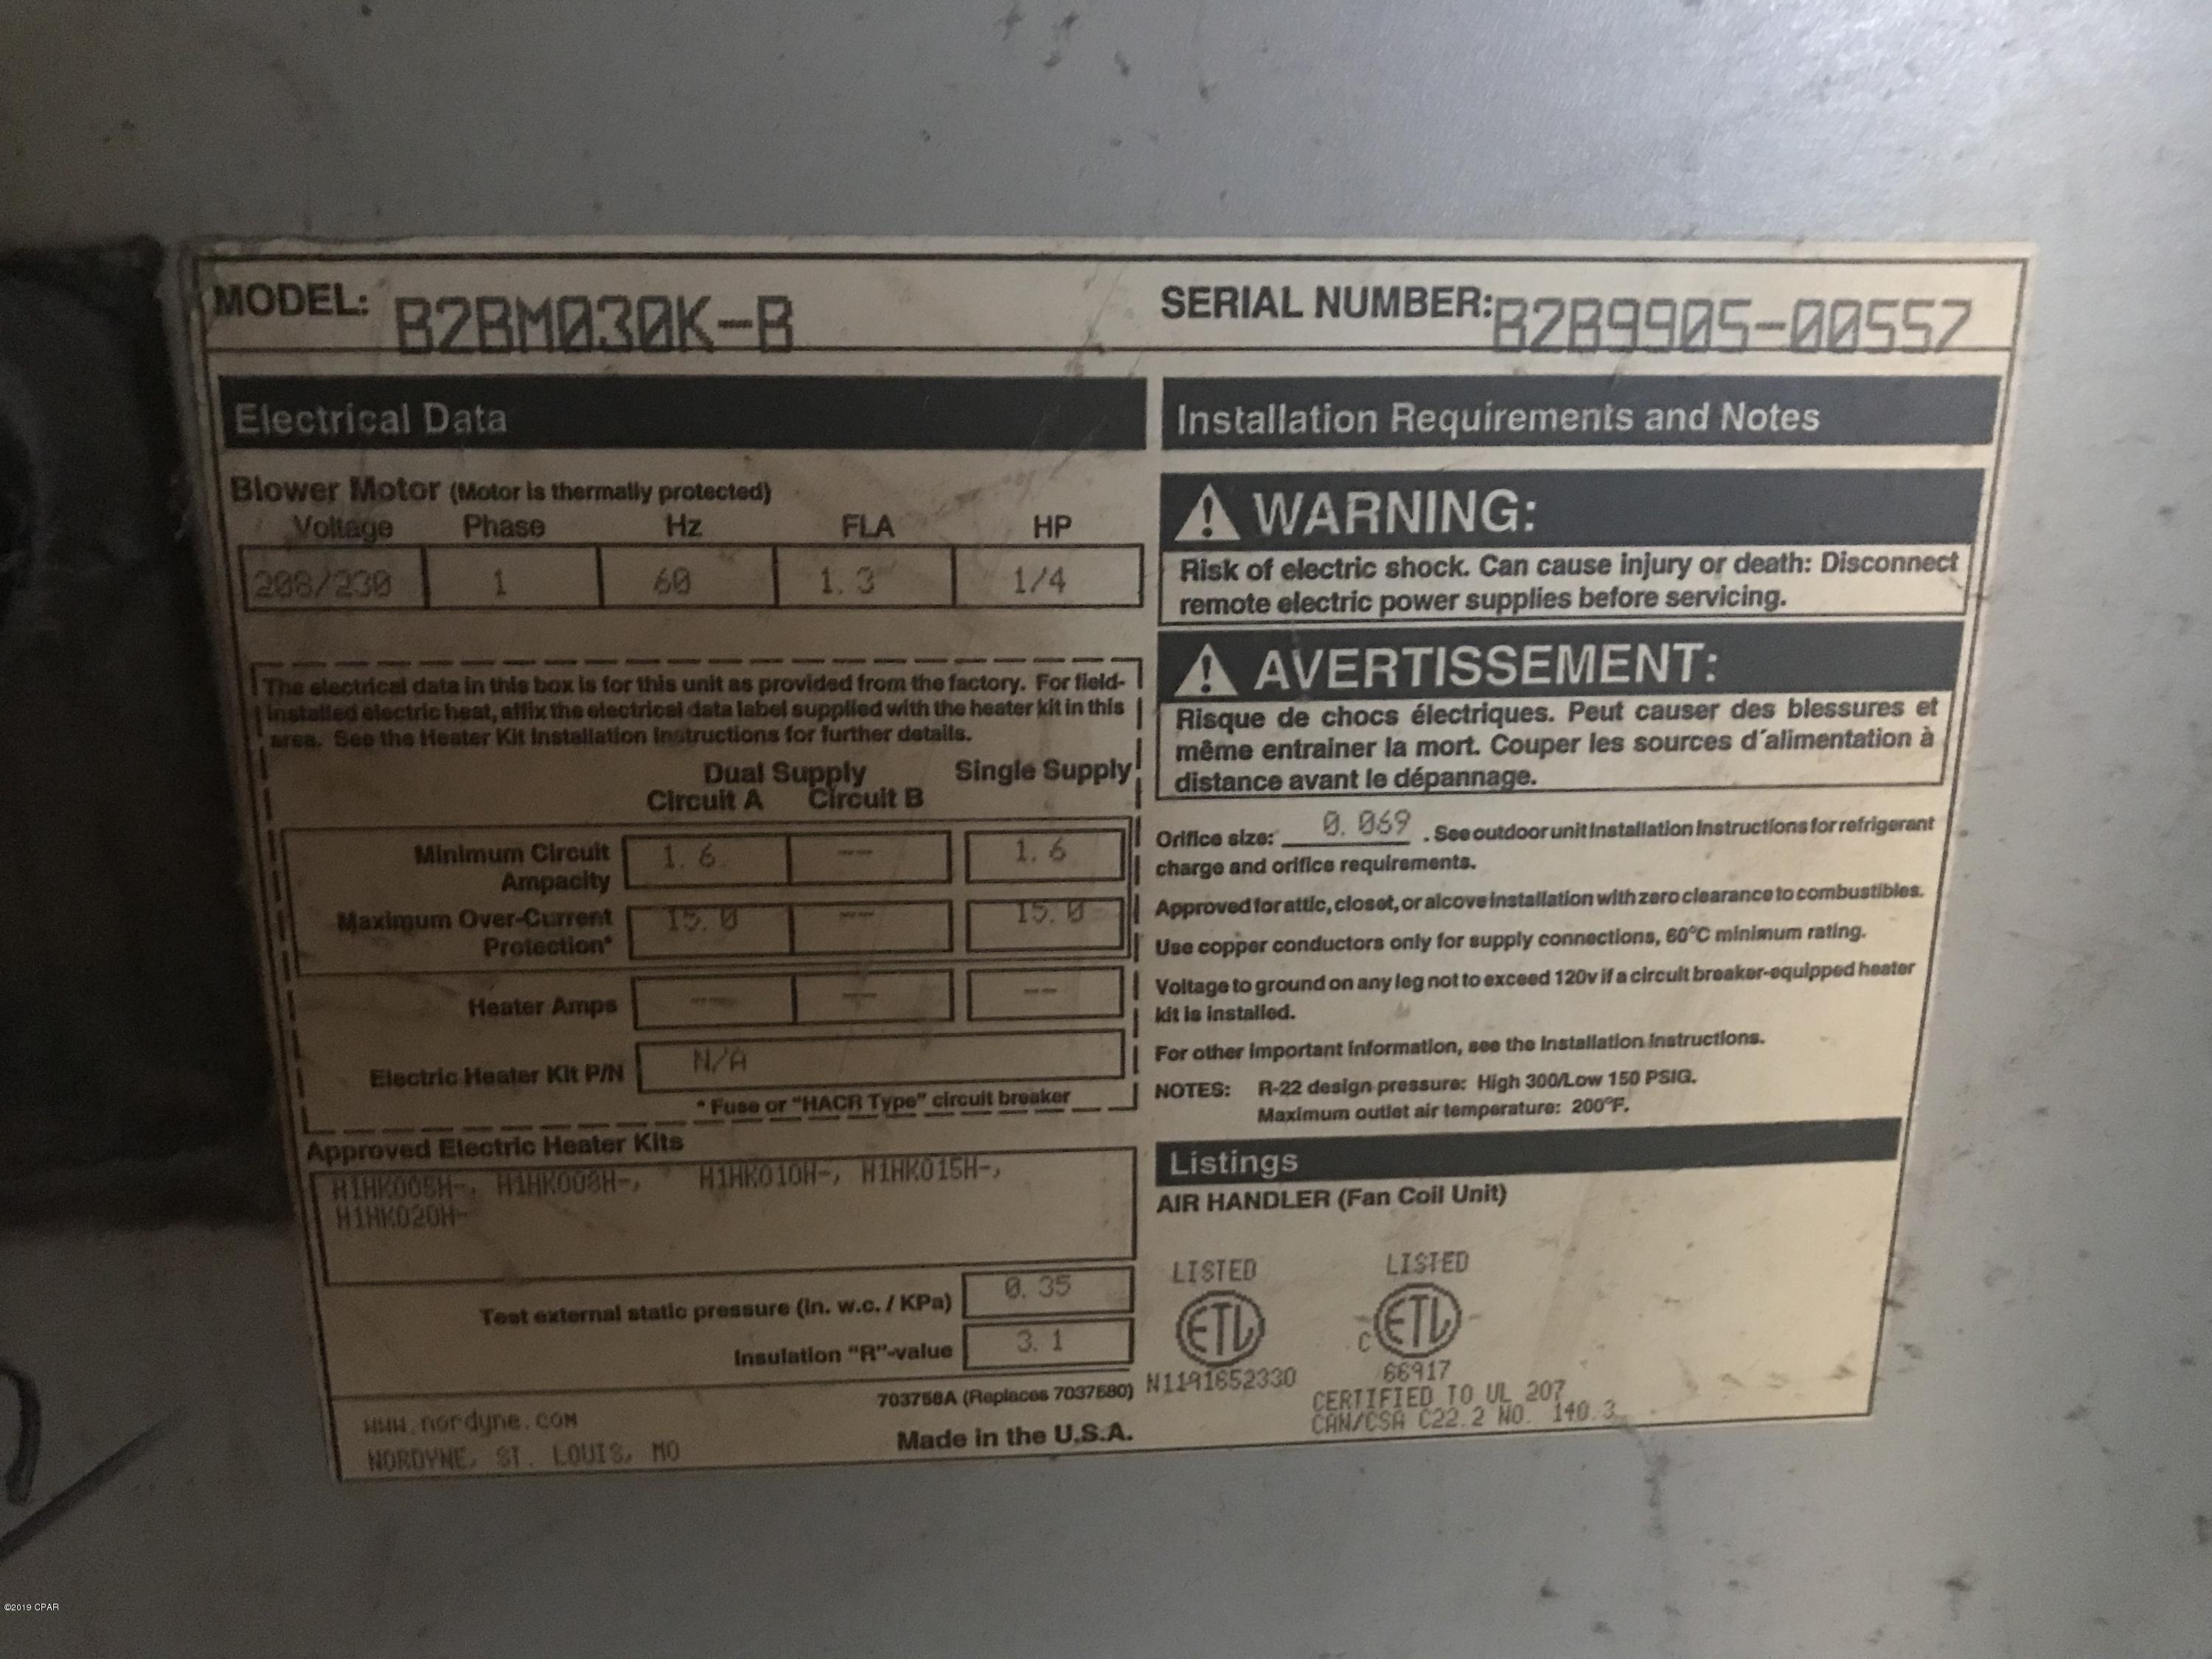 MODEL: B2BM030K-B
SERIAL NUMBER: B2B9905-00557
Electrical Data
Blower Motor (Motor is thermally protected)
Voltage Phase Hz FLA HP
208/230 1 60 1.3 1/4
The electrical data in this box is for this unit as provided from the factory. For field-
installed electric heat, affix the electrical data label supplied with the heater kit in this
area. See the Heater Kit Installation Instructions for further details.
Dual Supply Single Supply
Circuit A Circuit B
Minimum Circuit
Ampacity 1.6 -- 1.6
Maximum Over-Current
Protection* 15.0 -- 15.0
Heater Amps -- -- --
Electric Heater Kit P/N N/A
* Fuse or "HACR Type" circuit breaker
Approved Electric Heater Kits
H1HK005H-, H1HK008H-, H1HK010H-, H1HK015H-,
H1HK020H-
Test external static pressure (in. w.c. / KPa) 0.35
Insulation "R"-value 3.1
703758A (Replaces 7037580)
www.nordyne.com
NORDYNE, ST. LOUIS, MO
Made in the U.S.A.
Installation Requirements and Notes
WARNING:
Risk of electric shock. Can cause injury or death: Disconnect
remote electric power supplies before servicing.
AVERTISSEMENT:
Risque de chocs électriques. Peut causer des blessures et
même entrainer la mort. Couper les sources d´alimentation à
distance avant le dépannage.
Orifice size: 0.069 . See outdoor unit Installation Instructions for refrigerant
charge and orifice requirements.
Approved for attic, closet, or alcove installation with zero clearance to combustibles.
Use copper conductors only for supply connections, 60°C minimum rating.
Voltage to ground on any leg not to exceed 120v if a circuit breaker-equipped heater
kit is installed.
For other important information, see the Installation Instructions.
NOTES: R-22 design pressure: High 300/Low 150 PSIG.
Maximum outlet air temperature: 200°F.
Listings
AIR HANDLER (Fan Coil Unit)
LISTED LISTED
ETL C ETL
N1191652330 66917
CERTIFIED TO UL 207
CAN/CSA C22.2 NO. 140.3
©2019 CPAR